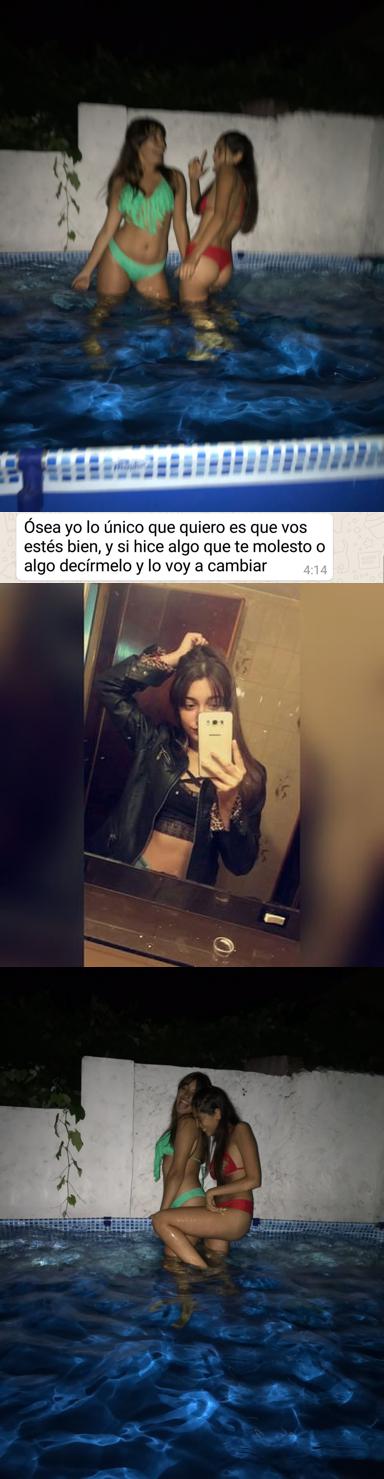 Ósea yo lo único que quiero es que vos
estés bien, y si hice algo que te molesto o
algo decírmelo y lo voy a cambiar
4:14
SAMSUNG